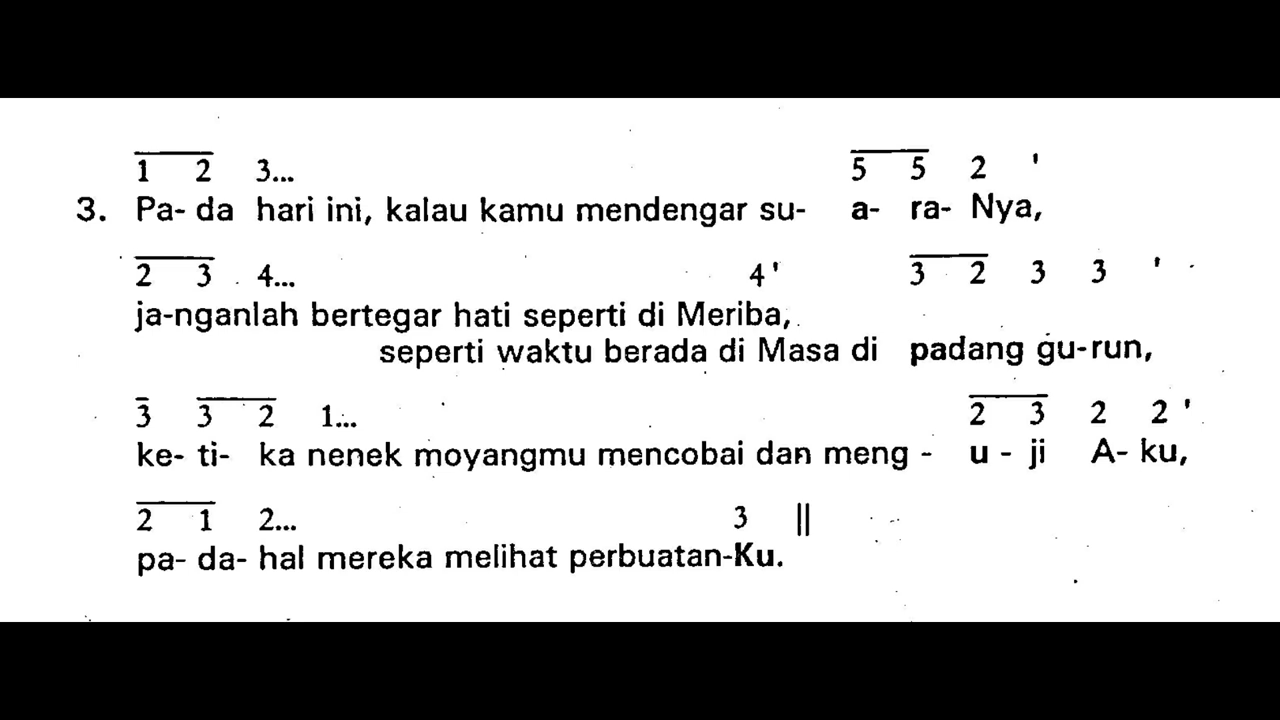 1 2 3... 5 5 2 '
3. Pa- da hari ini, kalau kamu mendengar su- a- ra- Nya,
2 3 4... 4 ' 3 2 3 3 '
ja-nganlah bertegar hati seperti di Meriba,
seperti waktu berada di Masa di padang gu-run,
3 3 2 1... 2 3 2 2 '
ke- ti- ka nenek moyangmu mencobai dan meng - u - ji A- ku,
2 1 2... 3 ||
pa- da- hal mereka melihat perbuatan-Ku.